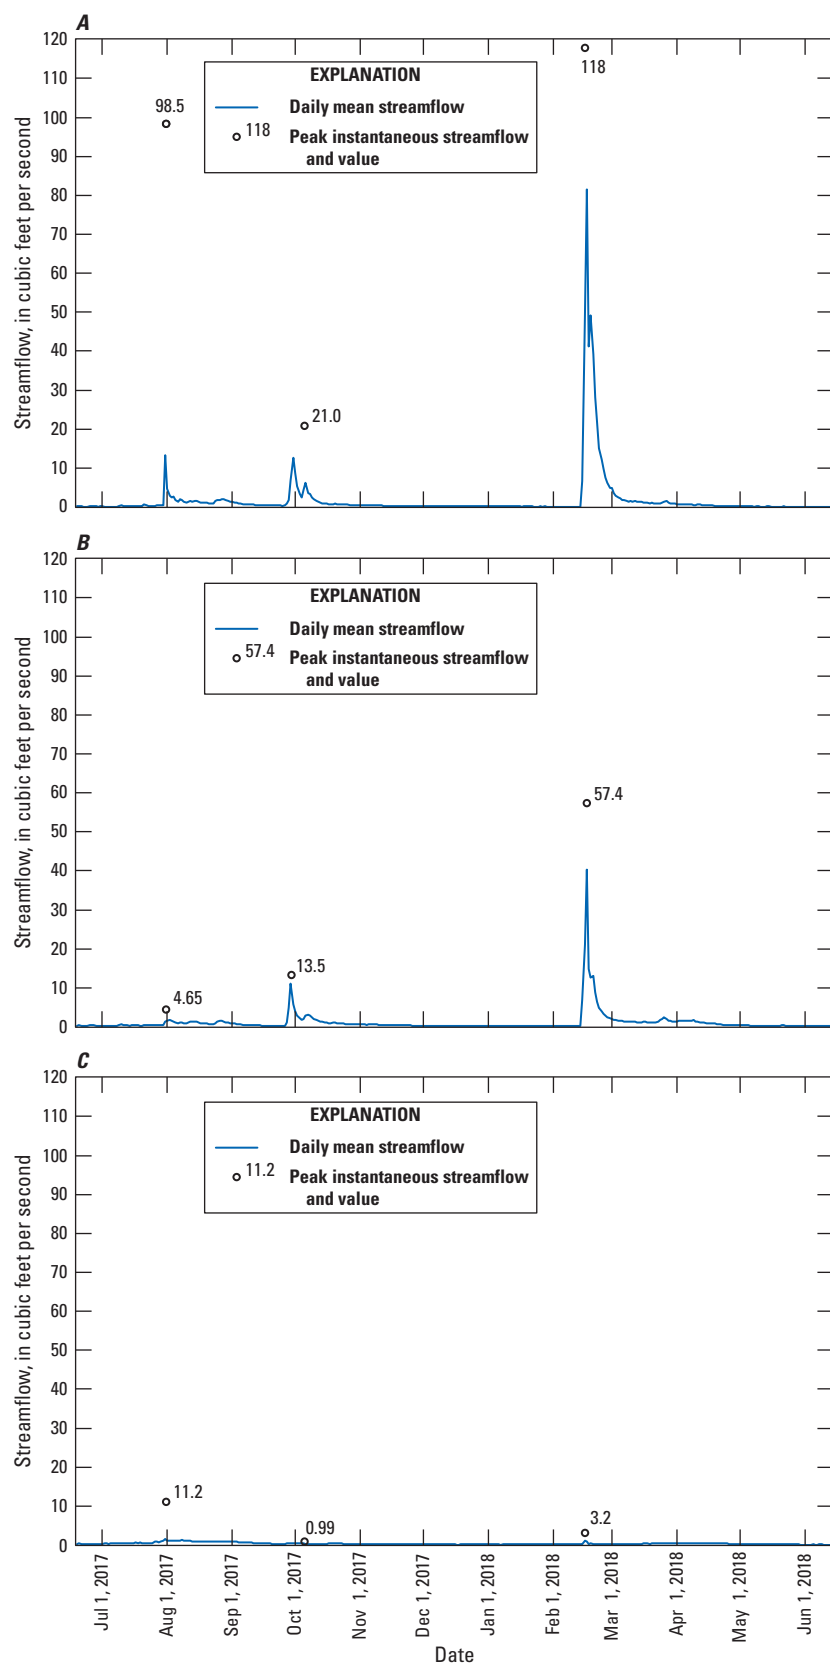 A
Streamflow, in cubic feet per second
120
110
100
90
80
70
60
50
40
30
20
10
0
EXPLANATION
Daily mean streamflow
118 Peak instantaneous streamflow
and value
98.5
21.0
118
B
Streamflow, in cubic feet per second
120
110
100
90
80
70
60
50
40
30
20
10
0
EXPLANATION
Daily mean streamflow
57.4 Peak instantaneous streamflow
and value
4.65
13.5
57.4
C
Streamflow, in cubic feet per second
120
110
100
90
80
70
60
50
40
30
20
10
0
EXPLANATION
Daily mean streamflow
11.2 Peak instantaneous streamflow
and value
11.2
0.99
3.2
Jul 1, 2017
Aug 1, 2017
Sep 1, 2017
Oct 1, 2017
Nov 1, 2017
Dec 1, 2017
Jan 1, 2018
Feb 1, 2018
Mar 1, 2018
Apr 1, 2018
May 1, 2018
Jun 1, 2018
Date